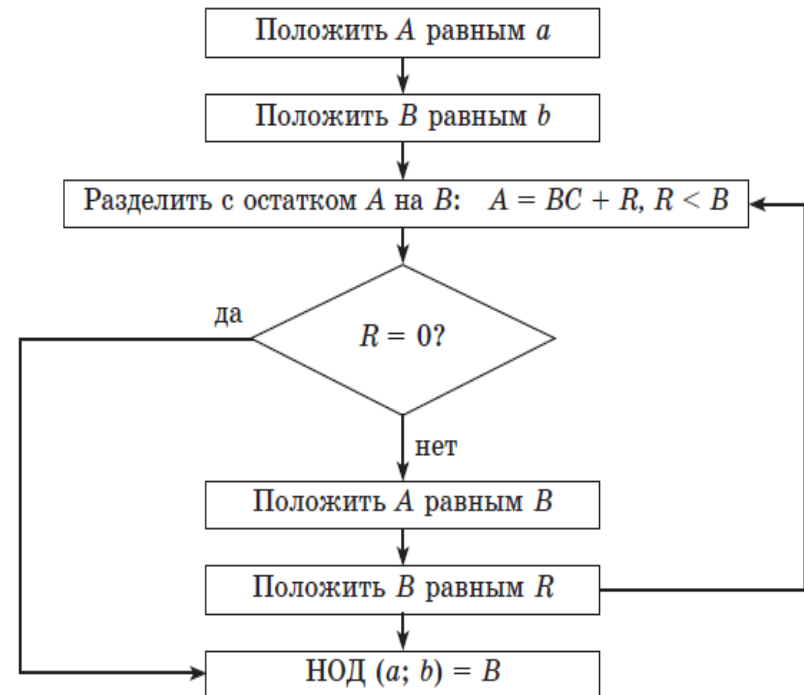 Положить A равным a
Положить B равным b
Разделить с остатком A на B: A = BC + R, R < B
да
R = 0?
нет
Положить A равным B
Положить B равным R
НОД (a; b) = B